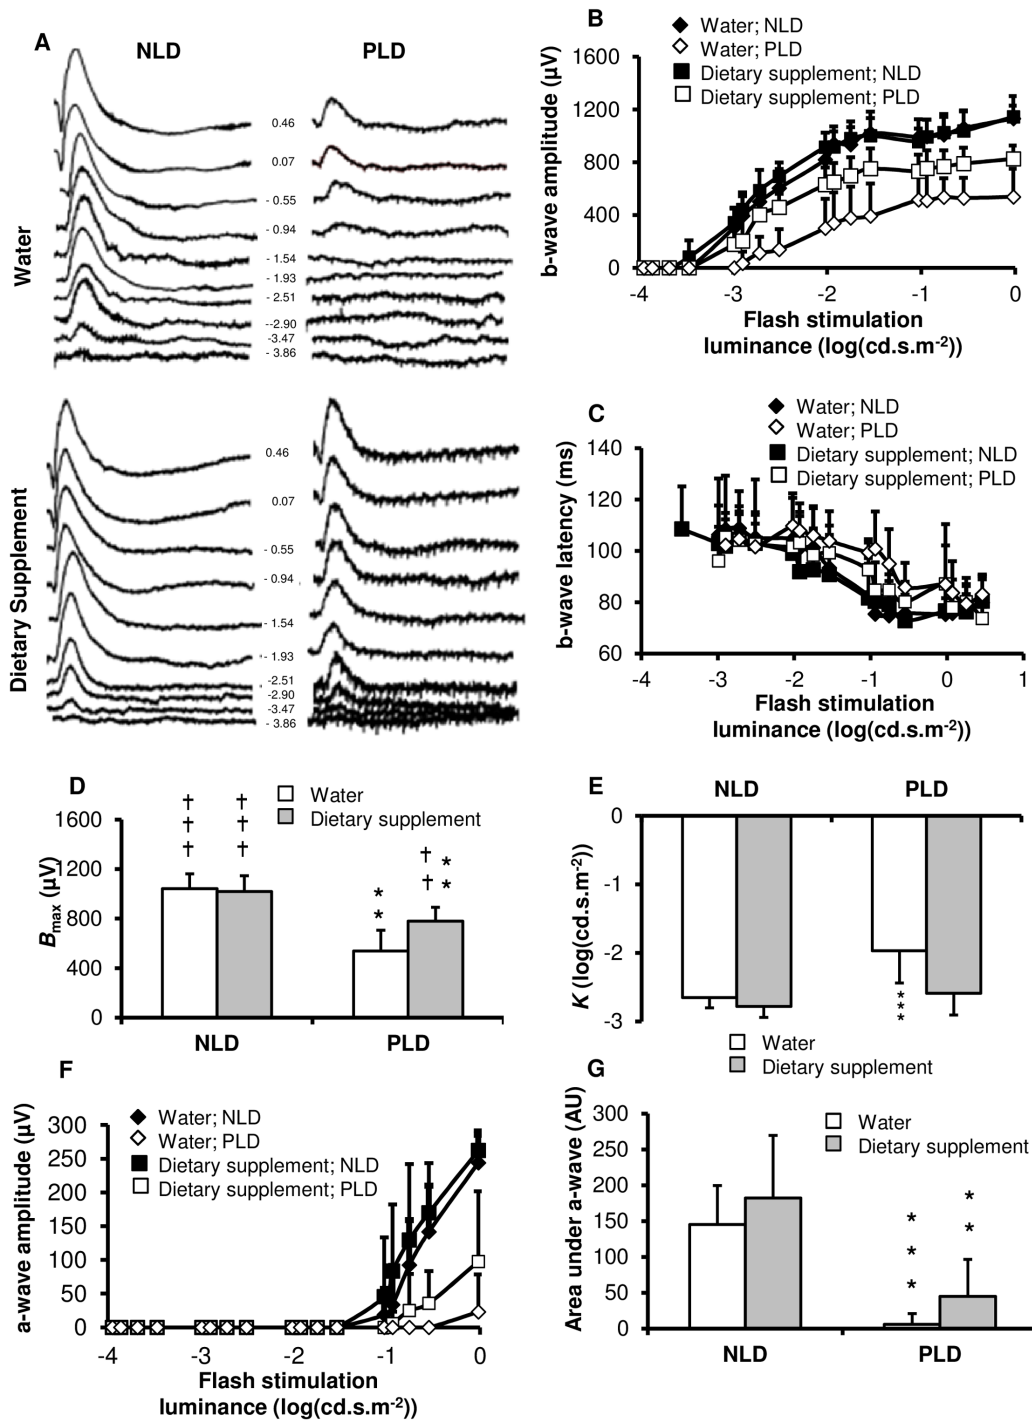 A
NLD
PLD
Water
0.46
0.07
- 0.55
- 0.94
- 1.54
- 1.93
- 2.51
--2.90
-3.47
- 3.86
Dietary Supplement
0.46
0.07
- 0.55
- 0.94
- 1.54
- 1.93
-2.51
-2.90
-3.47
- 3.86
B
Water; NLD
Water; PLD
Dietary supplement; NLD
Dietary supplement; PLD
b-wave amplitude (µV)
1600
1200
800
400
0
-4
-3
-2
-1
0
Flash stimulation
luminance (log(cd.s.m-2))
C
Water; NLD
Water; PLD
Dietary supplement; NLD
Dietary supplement; PLD
b-wave latency (ms)
140
120
100
80
60
-4
-3
-2
-1
0
1
Flash stimulation
luminance (log(cd.s.m-2))
D
Water
Dietary supplement
Bmax (µV)
1600
1200
800
400
0
† † †
† † †
* *
† †
* *
NLD
PLD
E
NLD
PLD
K (log(cd.s.m-2))
0
-1
-2
-3
* * *
Water
Dietary supplement
F
Water; NLD
Water; PLD
Dietary supplement; NLD
Dietary supplement; PLD
a-wave amplitude (µV)
300
250
200
150
100
50
0
-4
-3
-2
-1
0
Flash stimulation
luminance (log(cd.s.m-2))
G
Water
Dietary supplement
Area under a-wave (AU)
300
250
200
150
100
50
0
* * *
* *
NLD
PLD